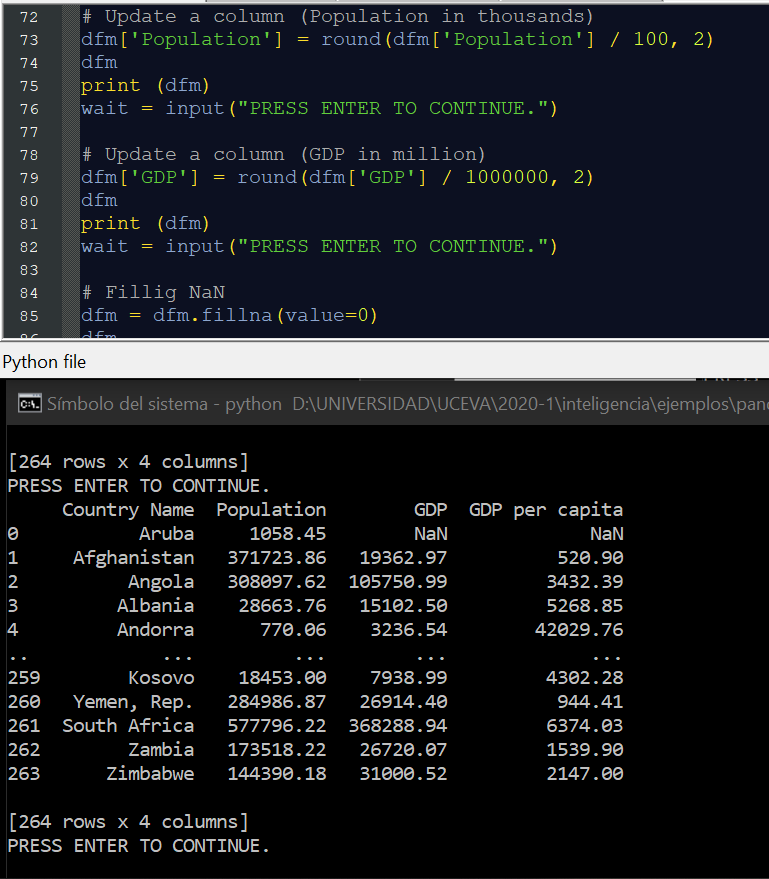 72 # Update a column (Population in thousands)
73 dfm['Population'] = round(dfm['Population'] / 100, 2)
74 dfm
75 print (dfm)
76 wait = input("PRESS ENTER TO CONTINUE.")
77
78 # Update a column (GDP in million)
79 dfm['GDP'] = round(dfm['GDP'] / 1000000, 2)
80 dfm
81 print (dfm)
82 wait = input("PRESS ENTER TO CONTINUE.")
83
84 # Fillig NaN
85 dfm = dfm.fillna(value=0)
86 dfm
Python file
Símbolo del sistema - python D:\UNIVERSIDAD\UCEVA\2020-1\inteligencia\ejemplos\pan
[264 rows x 4 columns]
PRESS ENTER TO CONTINUE.
Country Name Population GDP GDP per capita
0 Aruba 1058.45 NaN NaN
1 Afghanistan 371723.86 19362.97 520.90
2 Angola 308097.62 105750.99 3432.39
3 Albania 28663.76 15102.50 5268.85
4 Andorra 770.06 3236.54 42029.76
.. ... ... ... ...
259 Kosovo 18453.00 7938.99 4302.28
260 Yemen, Rep. 284986.87 26914.40 944.41
261 South Africa 577796.22 368288.94 6374.03
262 Zambia 173518.22 26720.07 1539.90
263 Zimbabwe 144390.18 31000.52 2147.00
[264 rows x 4 columns]
PRESS ENTER TO CONTINUE.